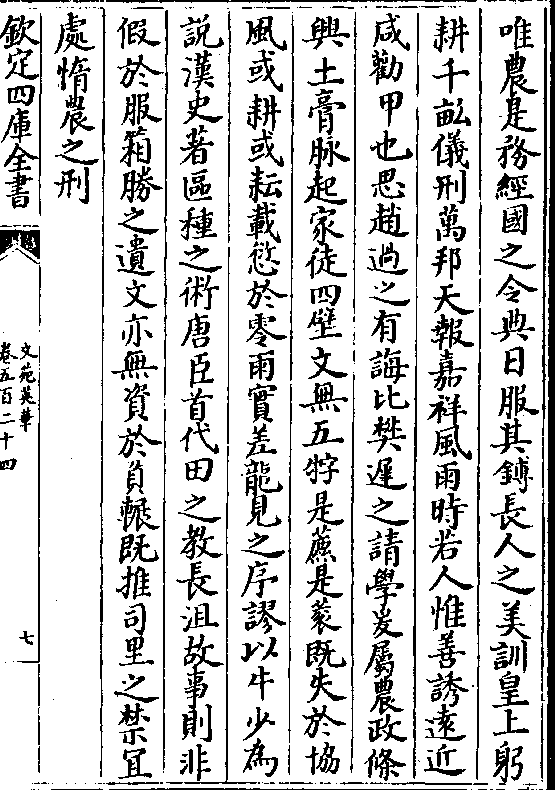 唯農是務經國之令典日服其鎛長人之美訓皇上躬
耕千畝儀刑萬邦天報嘉祥風雨時若人惟善誘逺近
咸勸甲也思趙過之有誨比樊遲之請學爰屬農政條
興土膏脉起家徒四壁文無五牸是藨是蔉既失於協
風或耕或耘載愆於零雨實差龍見之序謬以牛少為
説漢史著區種之術唐臣首代田之教長沮故事則非
假於服箱勝之遺文亦無資於負轅既推司里之禁冝
處惰農之刑
欽定四庫全書
文苑英華
卷五百二十四
七